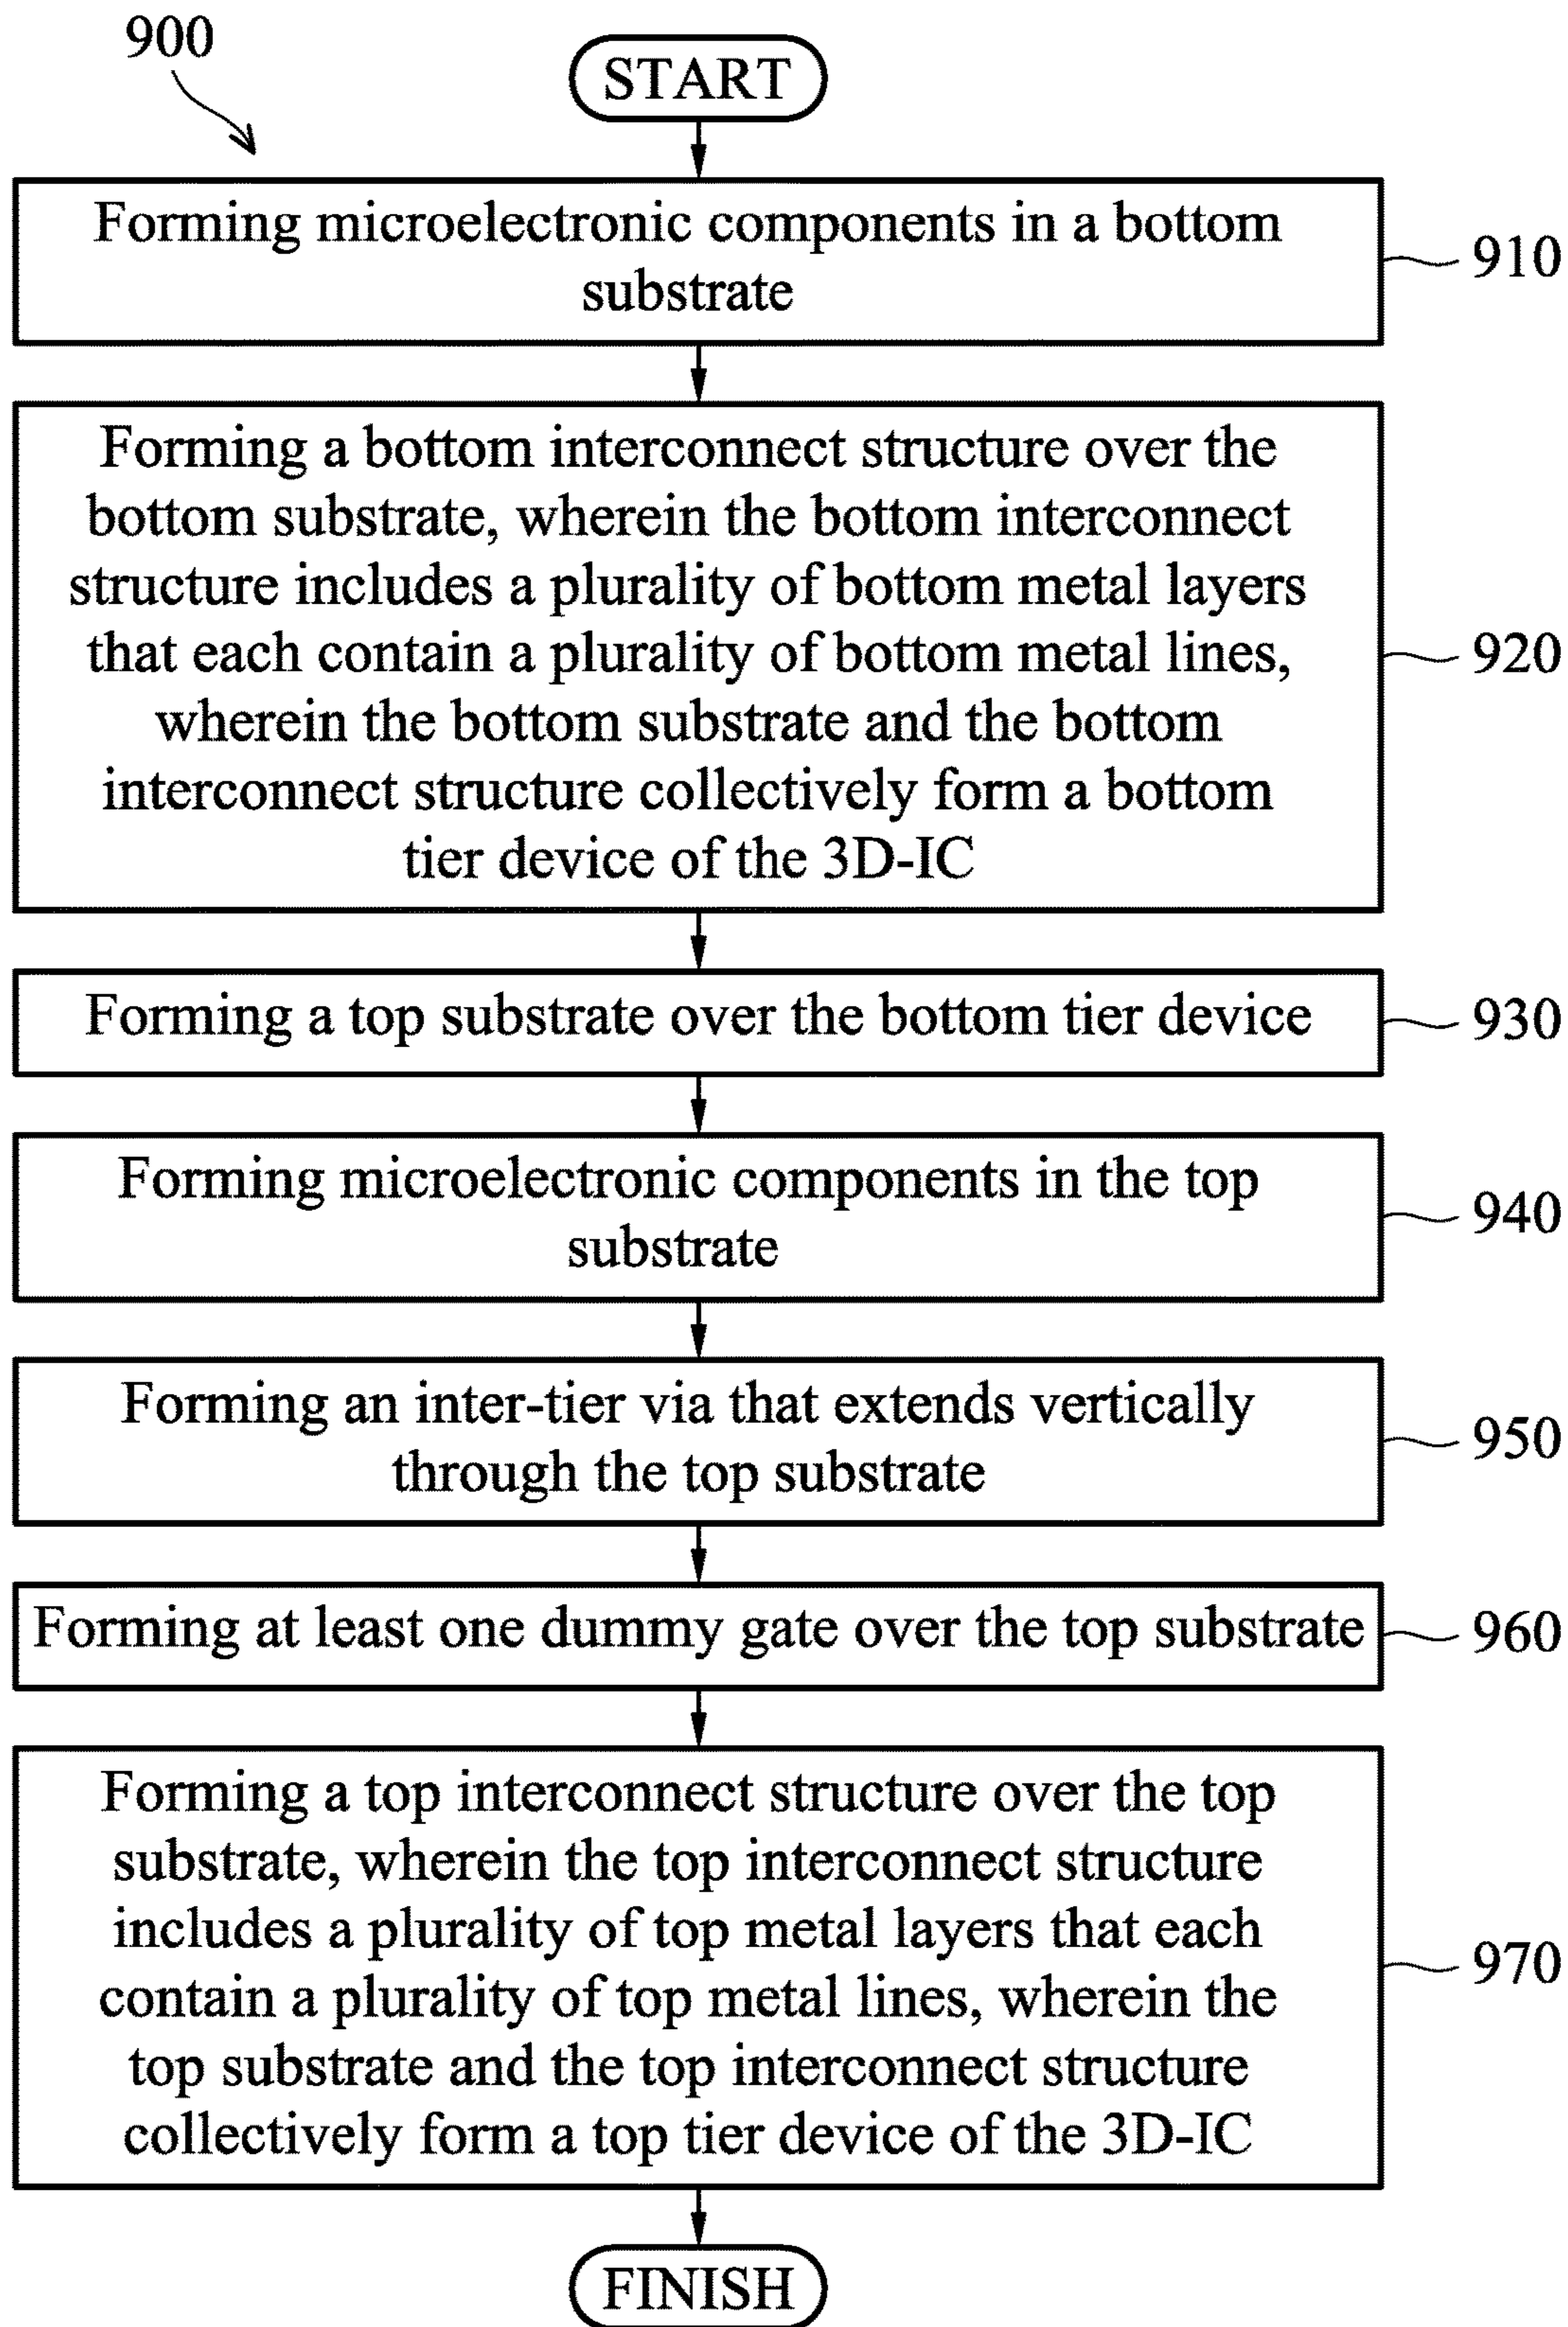 900
START
Forming microelectronic components in a bottom
substrate
910
Forming a bottom interconnect structure over the
bottom substrate, wherein the bottom interconnect
structure includes a plurality of bottom metal layers
that each contain a plurality of bottom metal lines,
wherein the bottom substrate and the bottom
interconnect structure collectively form a bottom
tier device of the 3D-IC
920
Forming a top substrate over the bottom tier device
930
Forming microelectronic components in the top
substrate
940
Forming an inter-tier via that extends vertically
through the top substrate
950
Forming at least one dummy gate over the top substrate
960
Forming a top interconnect structure over the top
substrate, wherein the top interconnect structure
includes a plurality of top metal layers that each
contain a plurality of top metal lines, wherein the
top substrate and the top interconnect structure
collectively form a top tier device of the 3D-IC
970
FINISH